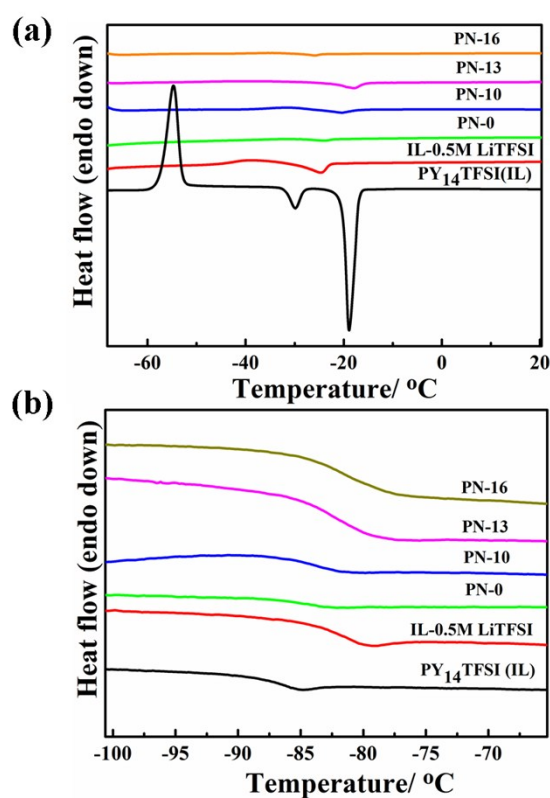 (a)
Heat flow (endo down)
PN-16
PN-13
PN-10
PN-0
IL-0.5M LiTFSI
PY₁₄TFSI(IL)
-60 -40 -20 0 20
Temperature/ ⁰C
(b)
Heat flow (endo down)
PN-16
PN-13
PN-10
PN-0
IL-0.5M LiTFSI
PY₁₄TFSI (IL)
-100 -95 -90 -85 -80 -75 -70
Temperature/ ⁰C